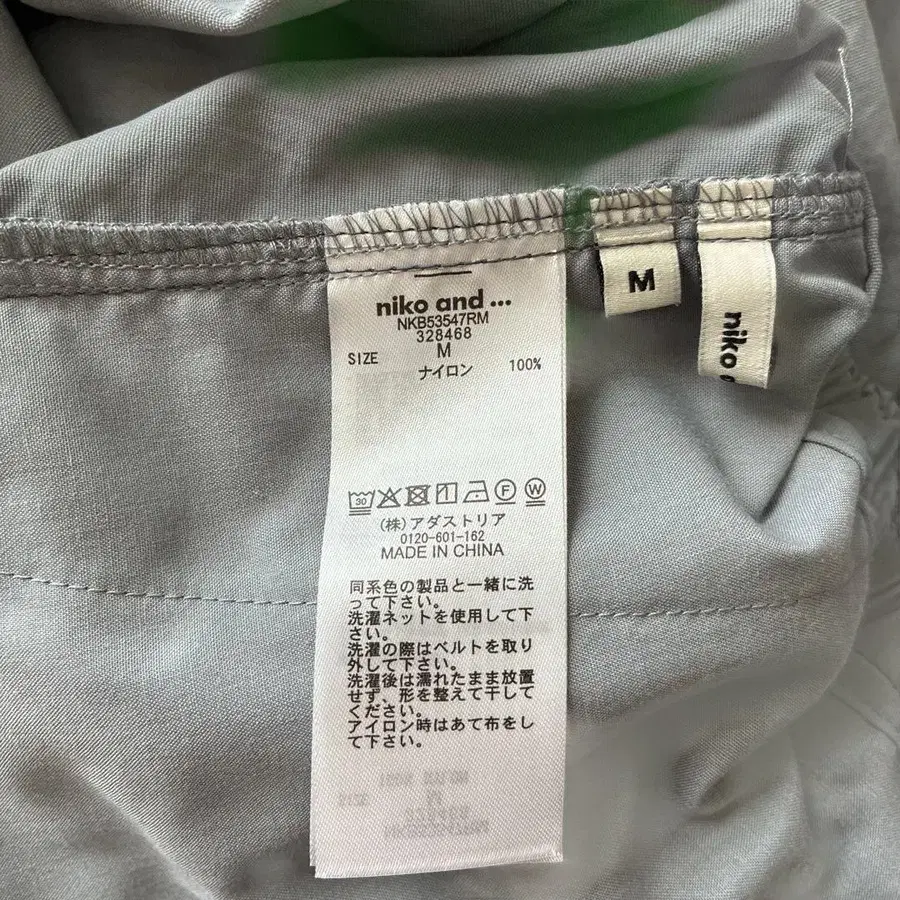 niko and ...
NKB53547RM
328468
SIZE M
ナイロン 100%
30
F
W
(株)アダストリア
0120-601-162
MADE IN CHINA
同系色の製品と一緒に洗
って下さい。
洗濯ネットを使用して下
さい。
洗濯の際はベルトを取り
外して下さい。
洗濯後は濡れたまま放置
せず、形を整えて干して
ください。
アイロン時はあて布をし
て下さい。
M
niko